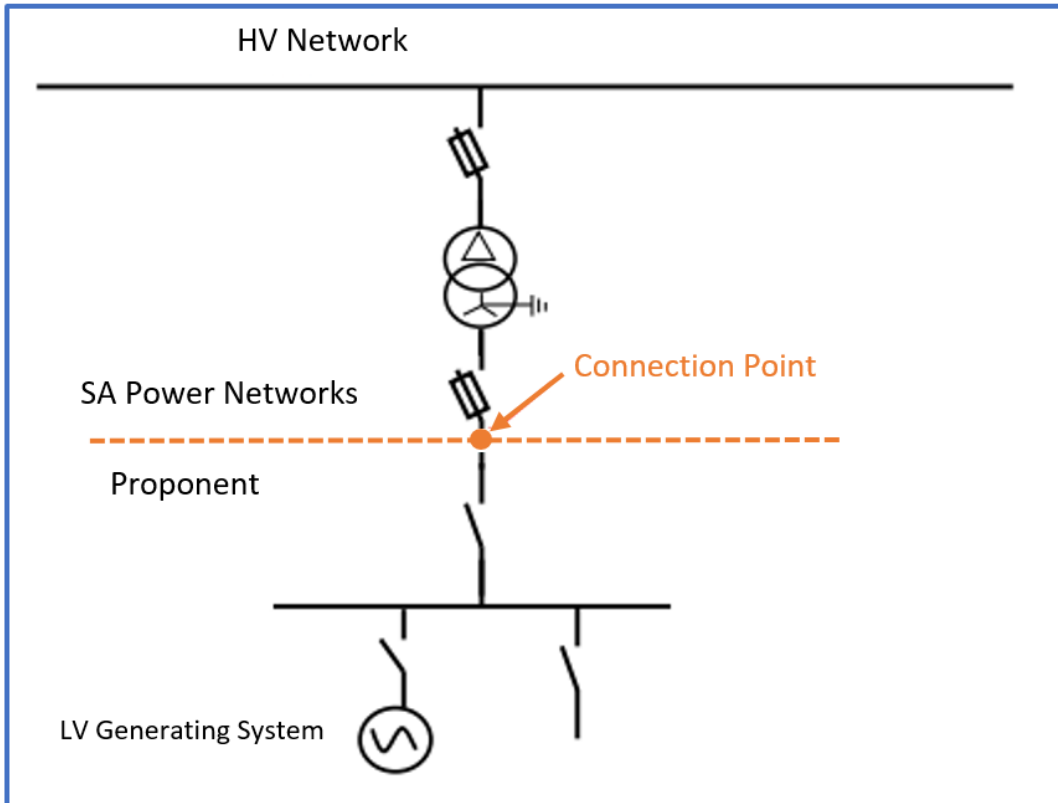 HV Network
Connection Point
SA Power Networks
Proponent
LV Generating System